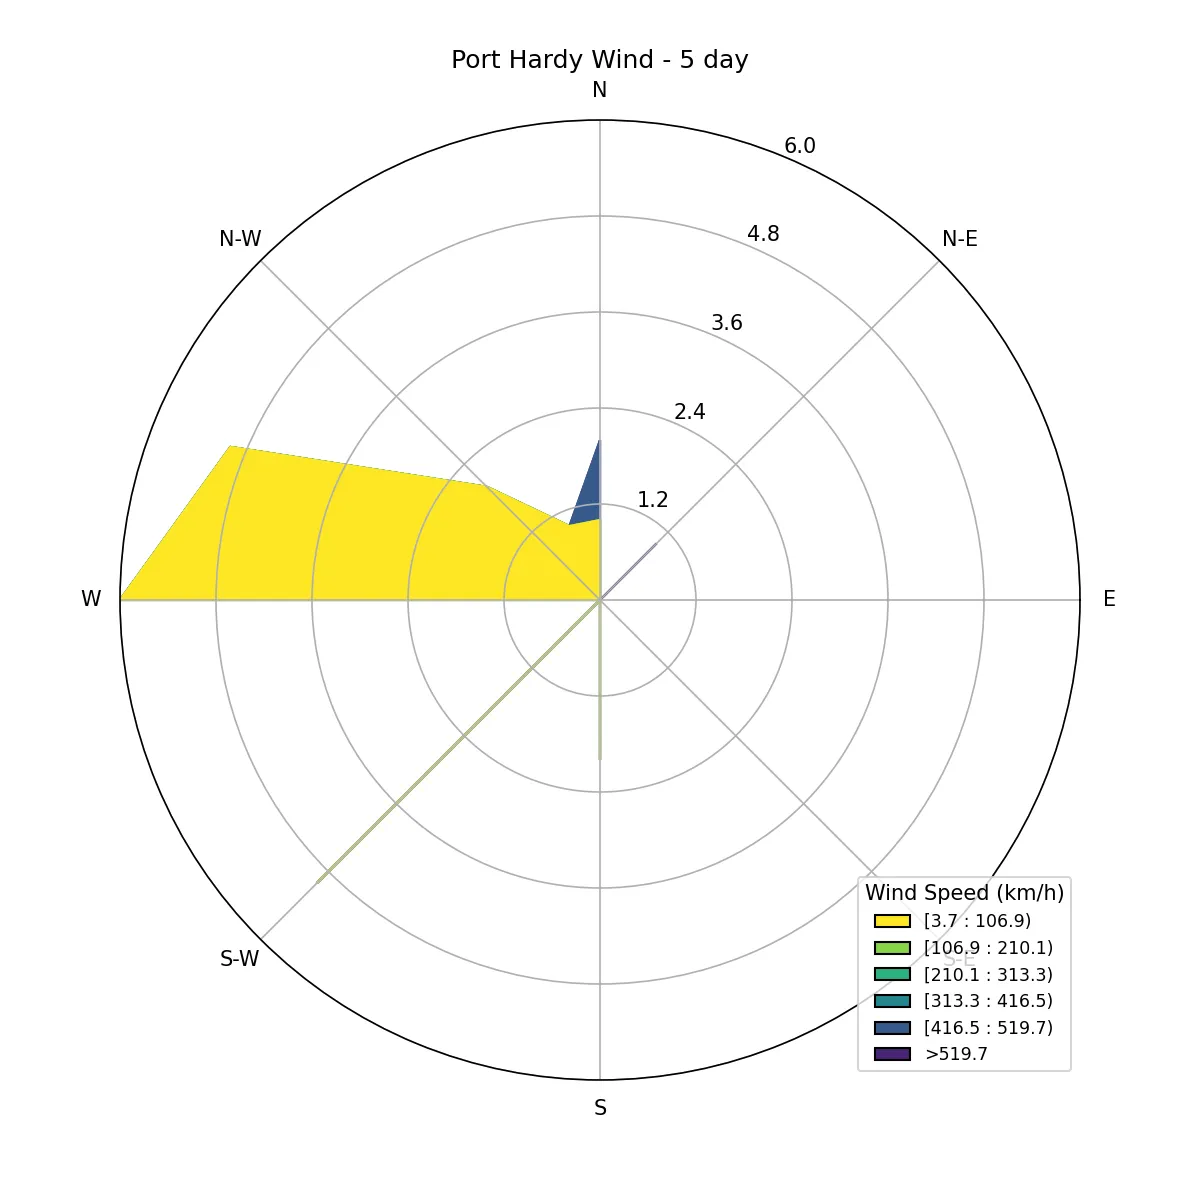 Port Hardy Wind - 5 day
N
6.0
N-W
N-E
4.8
3.6
2.4
1.2
W
E
S-W
S-E
S
Wind Speed (km/h)
[3.7 : 106.9)
[106.9 : 210.1)
[210.1 : 313.3)
[313.3 : 416.5)
[416.5 : 519.7)
>519.7